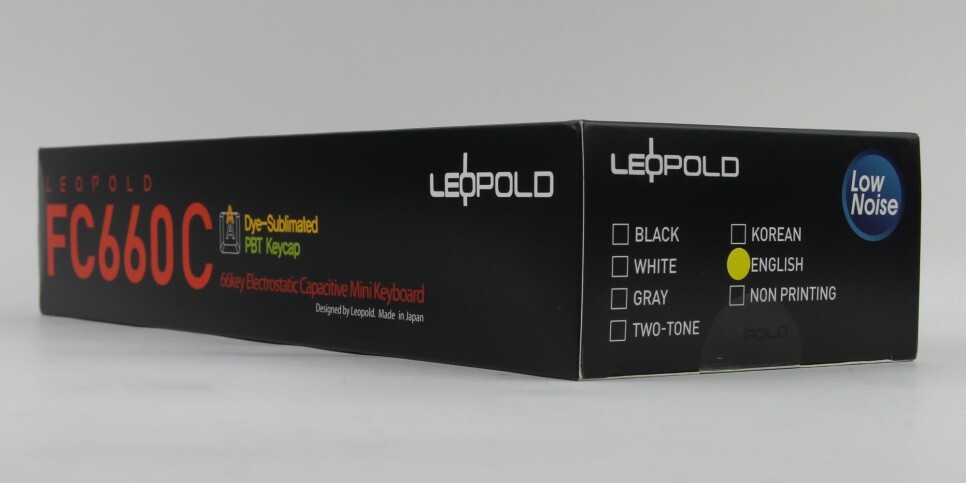 LEOPOLD
FC660C
Dye-Sublimated
PBT Keycap
66key Electrostatic Capacitive Mini Keyboard
Designed by Leopold. Made in Japan
LEOPOLD
LEOPOLD
Low
Noise
BLACK
WHITE
GRAY
TWO-TONE
KOREAN
ENGLISH
NON PRINTING
POLD